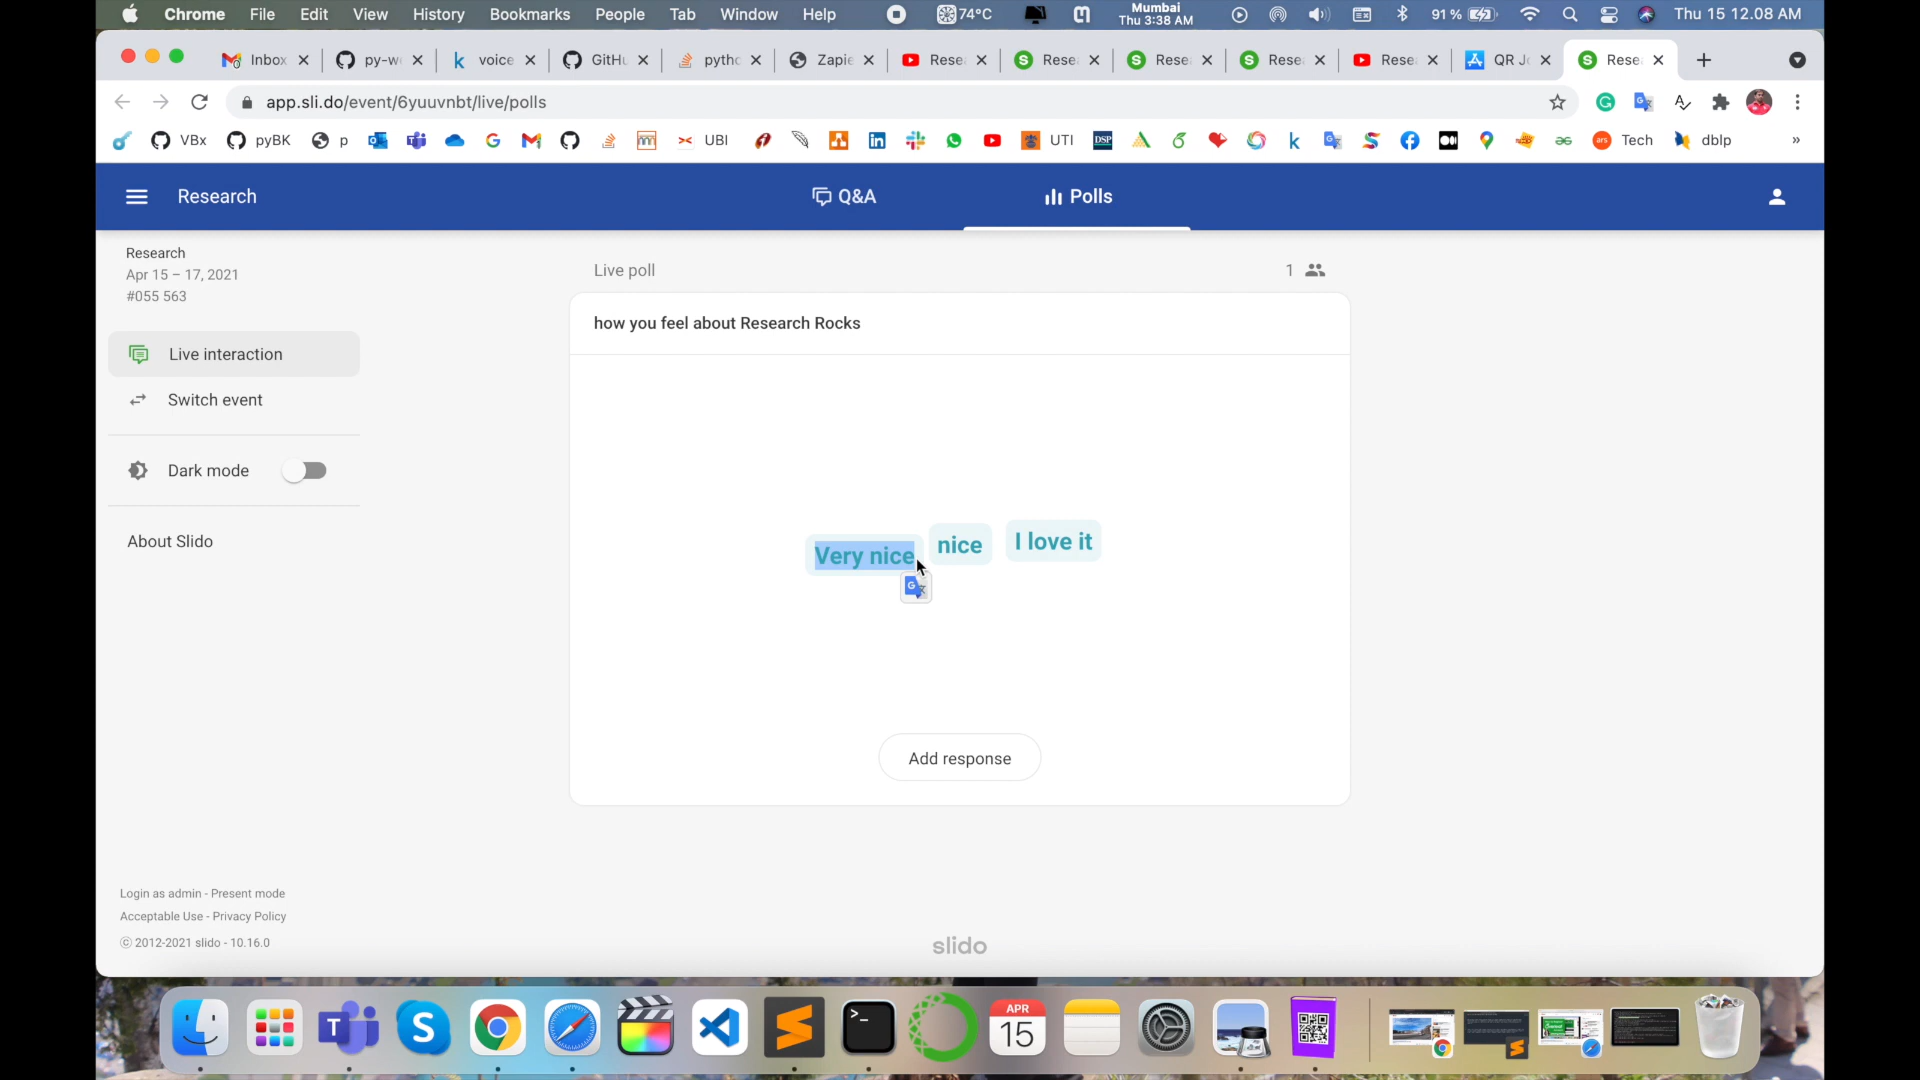 Chrome File Edit View History Bookmarks People Tab Window Help 74°C Mumbai Thu 3:38 AM 91 % Thu 15 12.08 AM
Inbox py-w voice GitHu pytho Zapie Rese Rese Rese Rese Rese QR Jo Rese
app.sli.do/event/6yuuvnbt/live/polls
VBx pyBK p UBI UTI DSP Tech dblp »
Research Q&A Polls
Research
Apr 15 – 17, 2021
#055 563
Live interaction
Switch event
Dark mode
About Slido
Live poll 1
how you feel about Research Rocks
Very nice nice I love it
Add response
Login as admin - Present mode
Acceptable Use - Privacy Policy
© 2012-2021 slido - 10.16.0
slido
APR
15